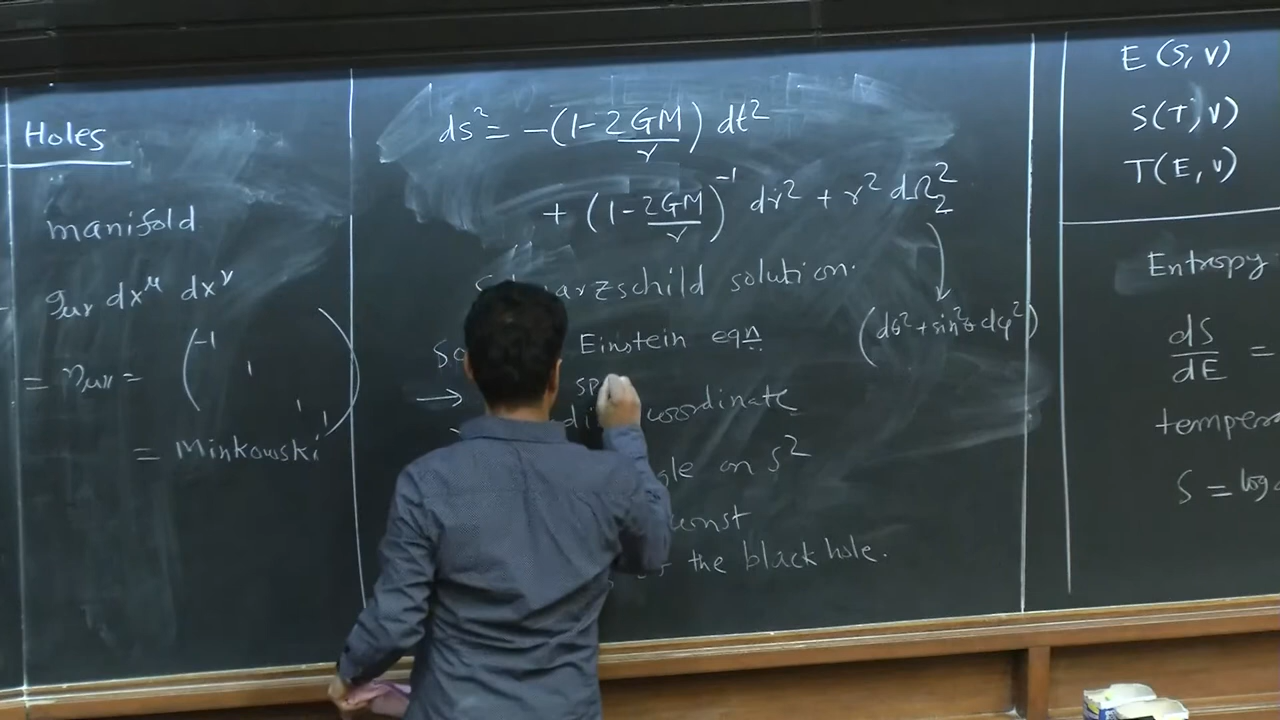 Holes
manifold
gμν dxμ dxν
= ημν = (-1 1 1 1)
= Minkowski
ds² = -(1-2GM/r) dt²
+ (1-2GM/r)⁻¹ dr² + r² dΩ₂²
(dθ²+sin²θ dφ²)
solution.
Einstein eqn
→ sp
coordinate
on S²
const
the black hole.
E(S,V)
S(T,V)
T(E,V)
Entropy
dS/dE =
S = log